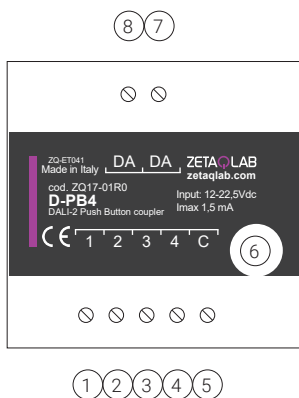 8 7
ZQ-ET041
Made in Italy
DA DA
ZETAQLAB
zetaqlab.com
cod. ZQ17-01R0
D-PB4
DALI-2 Push Button coupler
Input: 12-22,5Vdc
Imax 1,5 mA
CE 1 2 3 4 C
6
1 2 3 4 5